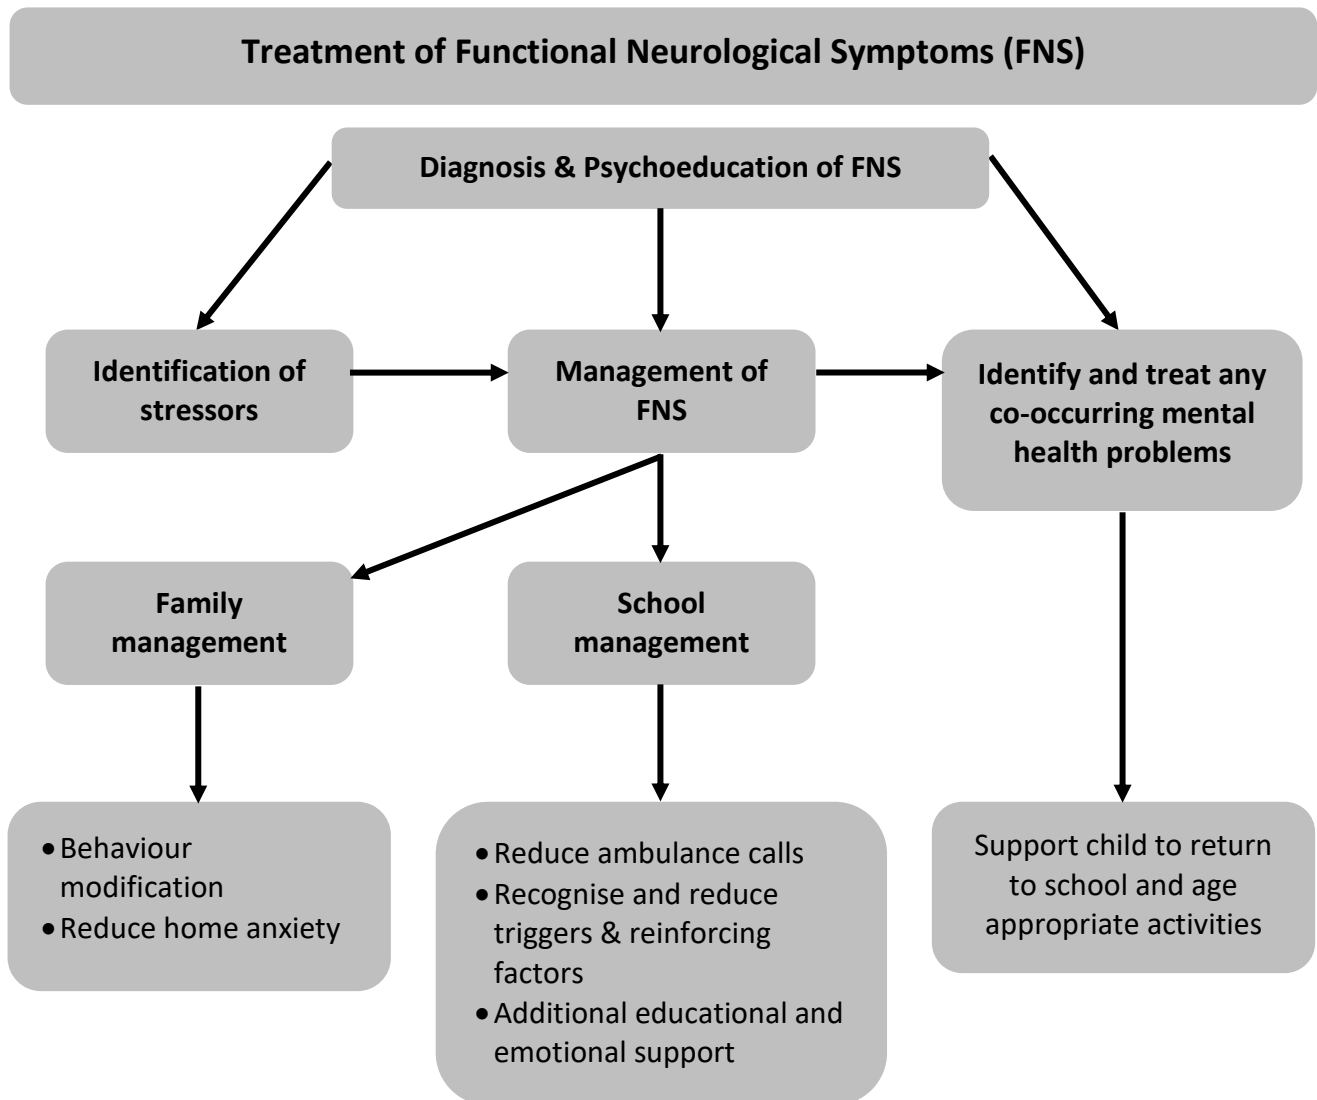 Treatment of Functional Neurological Symptoms (FNS)
Diagnosis & Psychoeducation of FNS
Identification of
stressors
Management of
FNS
Identify and treat any
co-occurring mental
health problems
Family
management
School
management
• Behaviour
modification
• Reduce home anxiety
• Reduce ambulance calls
• Recognise and reduce
triggers & reinforcing
factors
• Additional educational and
emotional support
Support child to return
to school and age
appropriate activities